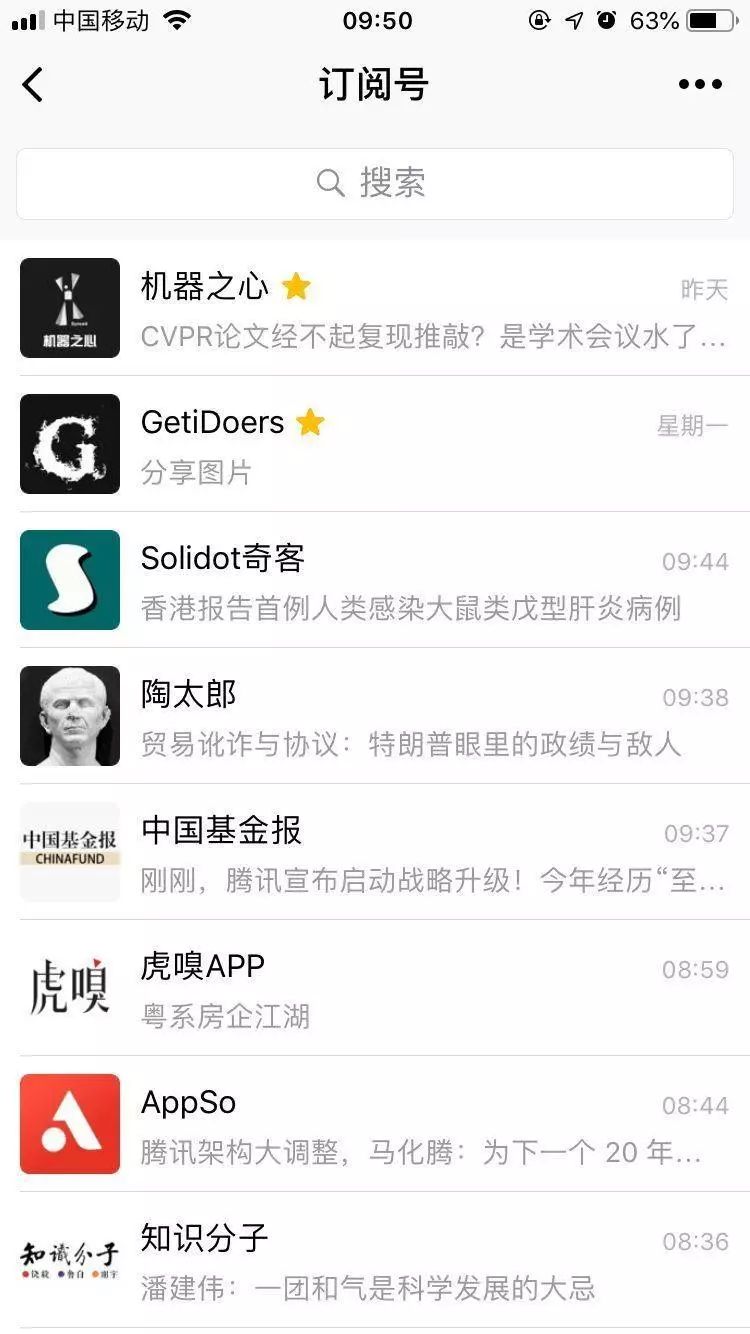 中国移动 09:50 63%
订阅号
搜索
Synced
机器之心
机器之心 昨天
CVPR论文经不起复现推敲？是学术会议水了...
G
GetiDoers 星期一
分享图片
S
Solidot奇客 09:44
香港报告首例人类感染大鼠类戊型肝炎病例
陶太郎 09:38
贸易讹诈与协议：特朗普眼里的政绩与敌人
中国基金报
CHINAFUND
中国基金报 09:37
刚刚，腾讯宣布启动战略升级！今年经历“至...
虎嗅
虎嗅APP 08:59
粤系房企江湖
AppSo 08:44
腾讯架构大调整，马化腾：为下一个 20 年...
知识分子
饶毅 鲁白 谢宇
知识分子 08:36
潘建伟：一团和气是科学发展的大忌